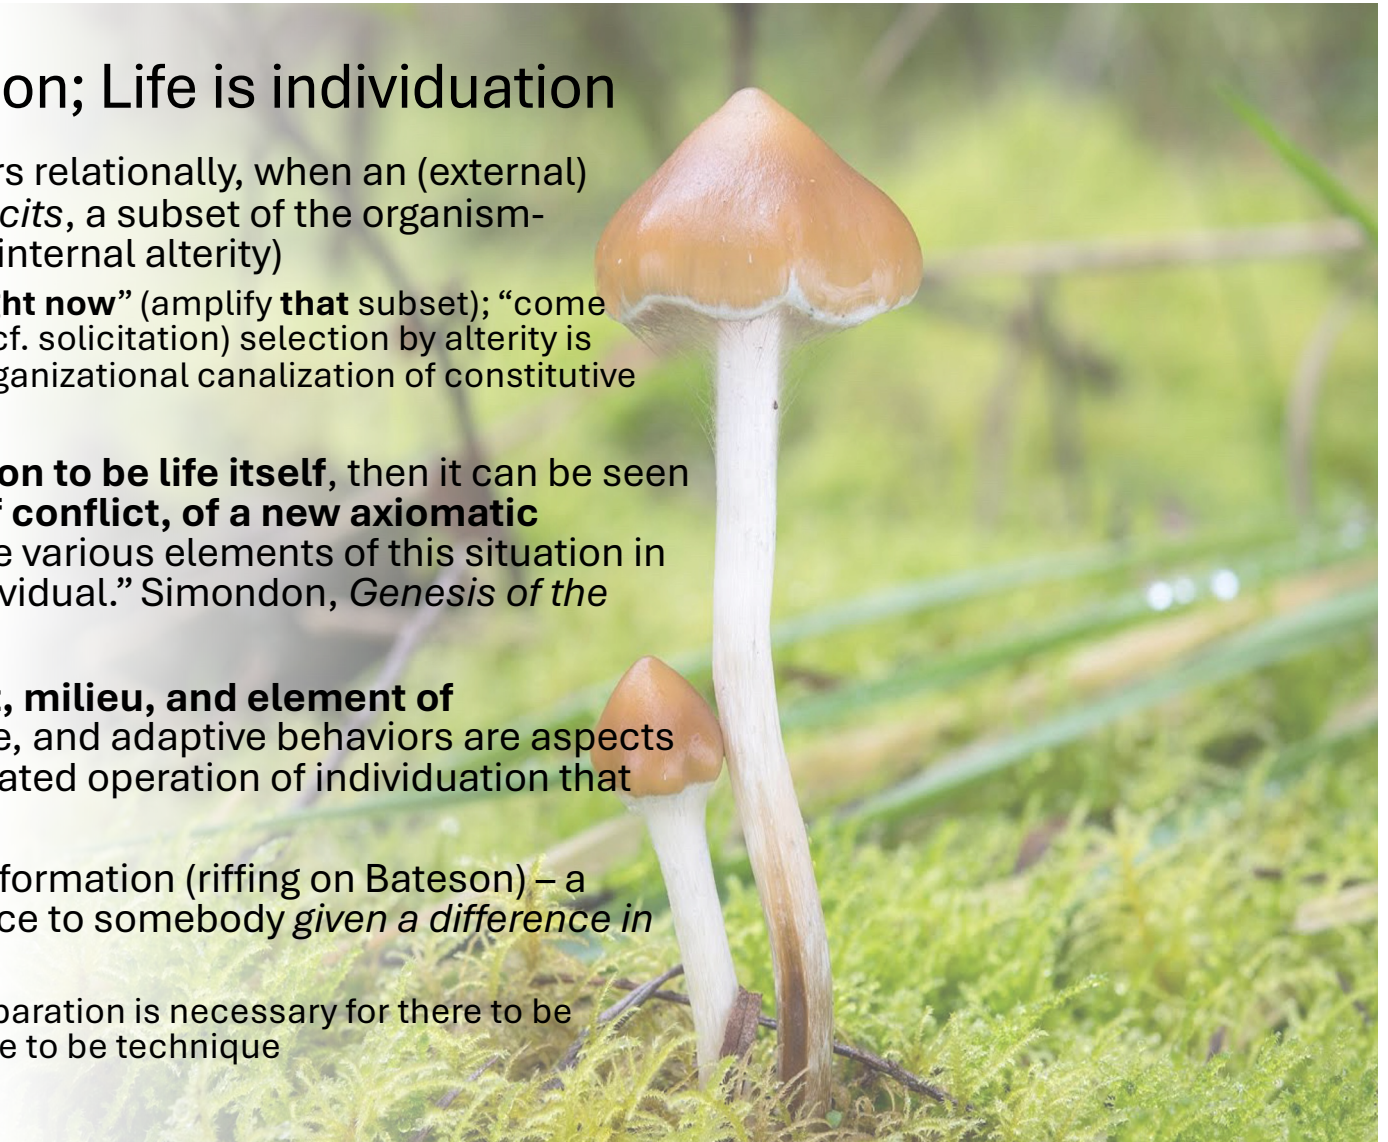 on; Life is individuation
rs relationally, when an (external)
cits, a subset of the organism-
internal alterity)
ght now” (amplify that subset); “come
cf. solicitation) selection by alterity is
ganizational canalization of constitutive
on to be life itself, then it can be seen
f conflict, of a new axiomatic
e various elements of this situation in
vidual.” Simondon, Genesis of the
t, milieu, and element of
e, and adaptive behaviors are aspects
ated operation of individuation that
formation (riffing on Bateson) – a
ce to somebody given a difference in
paration is necessary for there to be
e to be technique